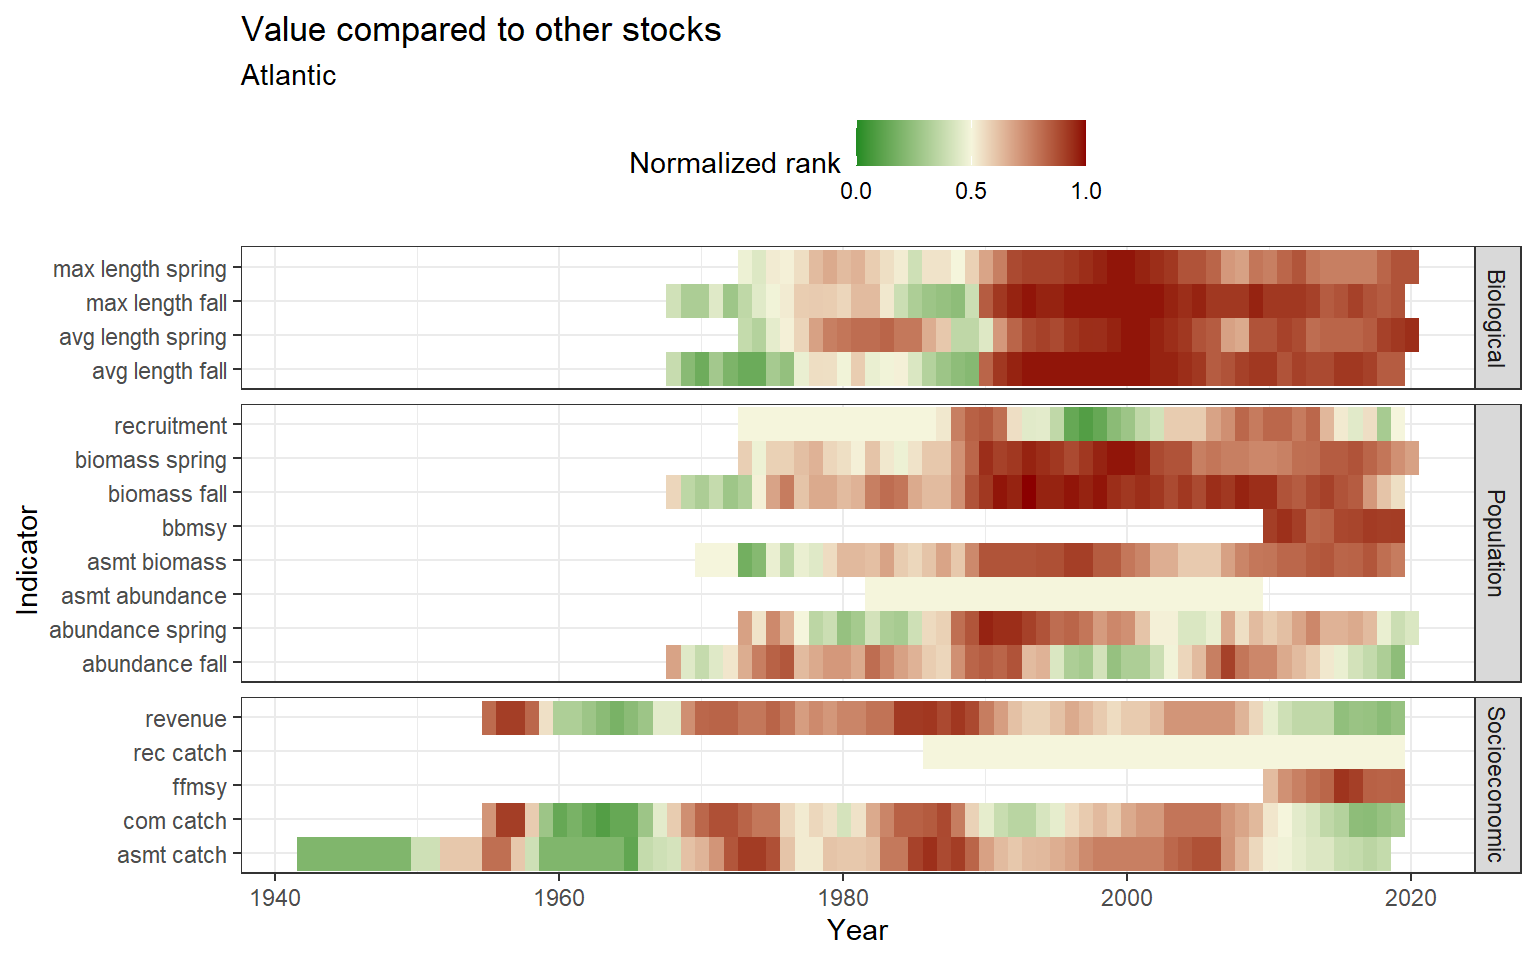 Value compared to other stocks
Atlantic
Normalized rank
0.0 0.5 1.0
max length spring
max length fall
avg length spring
avg length fall
Biological
recruitment
biomass spring
biomass fall
bbmsy
asmt biomass
asmt abundance
abundance spring
abundance fall
Population
revenue
rec catch
ffmsy
com catch
asmt catch
Socioeconomic
Indicator
1940 1960 1980 2000 2020
Year